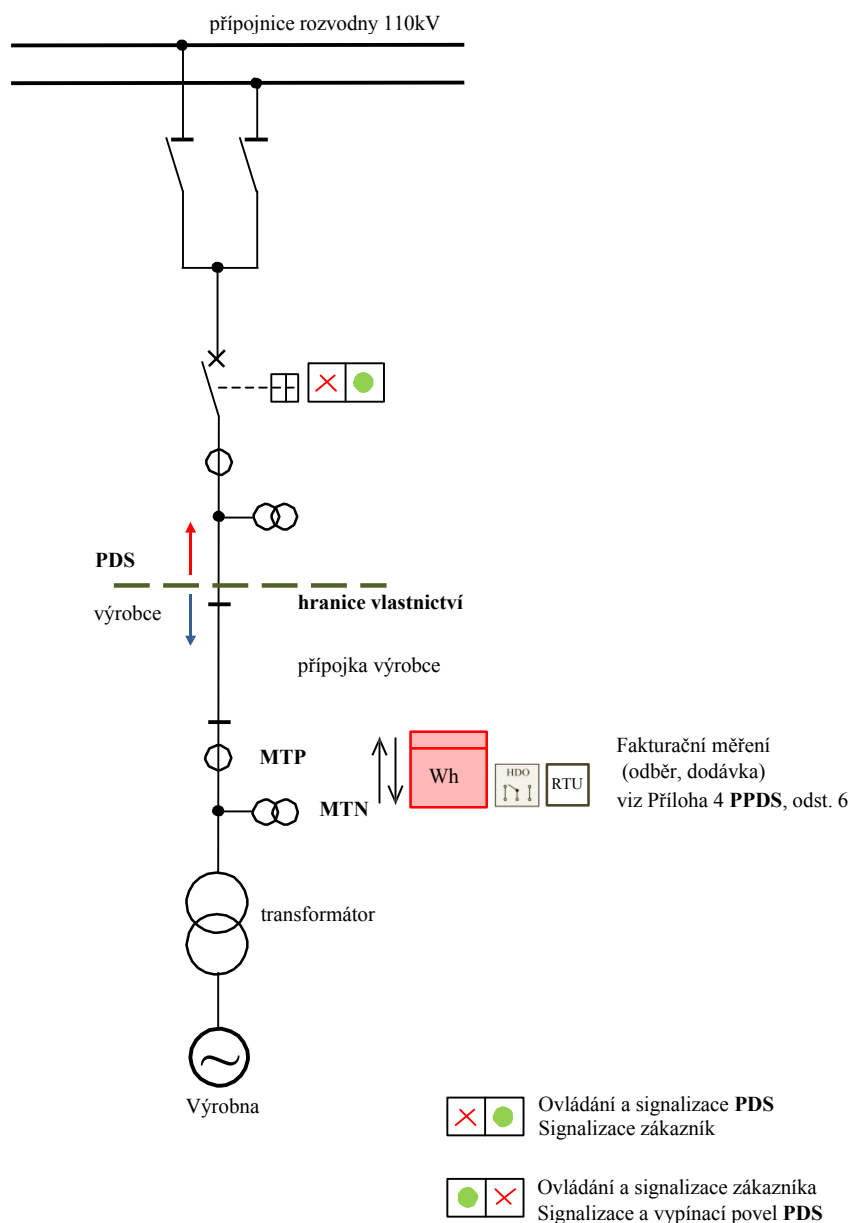 přípojnice rozvodny 110kV
PDS
výrobce
hranice vlastnictví
přípojka výrobce
MTP
MTN
Wh
HDO
RTU
Fakturační měření
(odběr, dodávka)
viz Příloha 4 PPDS, odst. 6
transformátor
Výrobna
Ovládání a signalizace PDS
Signalizace zákazník
Ovládání a signalizace zákazníka
Signalizace a vypínací povel PDS